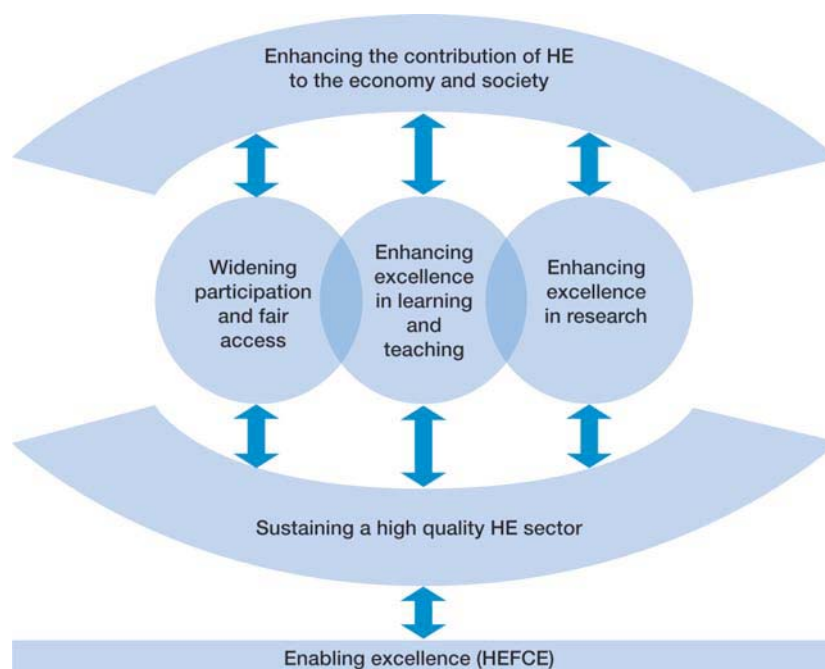 Enhancing the contribution of HE
to the economy and society
Widening
participation
and fair
access
Enhancing
excellence
in learning
and
teaching
Enhancing
excellence
in research
Sustaining a high quality HE sector
Enabling excellence (HEFCE)